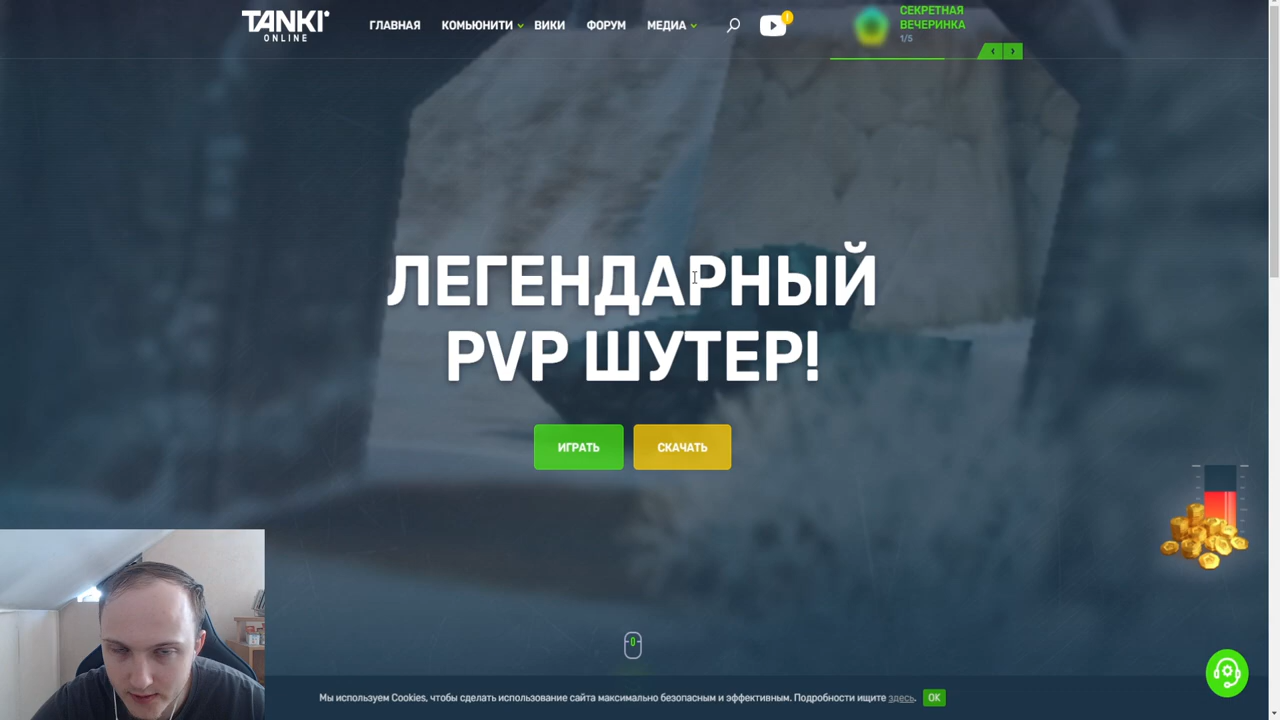 TANKI
ONLINE
ГЛАВНАЯ
КОМЬЮНИТИ
ВИКИ
ФОРУМ
МЕДИА
!
СЕКРЕТНАЯ
ВЕЧЕРИНКА
1/5
ЛЕГЕНДАРНЫЙ
PVP ШУТЕР!
ИГРАТЬ
СКАЧАТЬ
Мы используем Cookies, чтобы сделать использование сайта максимально безопасным и эффективным. Подробности ищите здесь.
OK